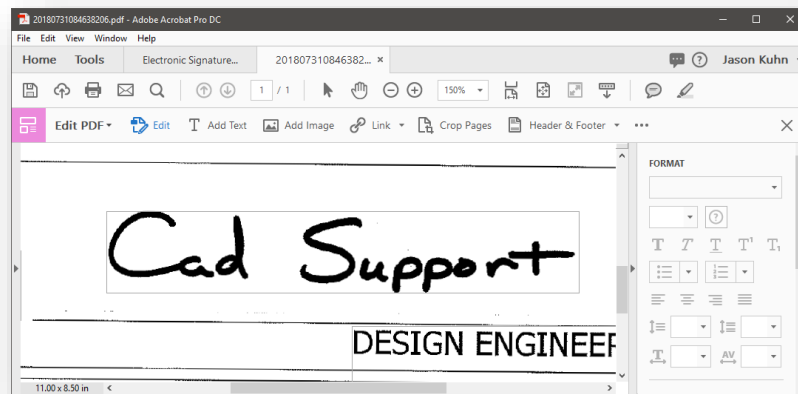 20180731084638206.pdf - Adobe Acrobat Pro DC
File Edit View Window Help
Home Tools Electronic Signature... 201807310846382... × ? Jason Kuhn
1 / 1 150%
Edit PDF Edit Add Text Add Image Link Crop Pages Header & Footer
FORMAT
Cad Support
DESIGN ENGINEER
11.00 x 8.50 in